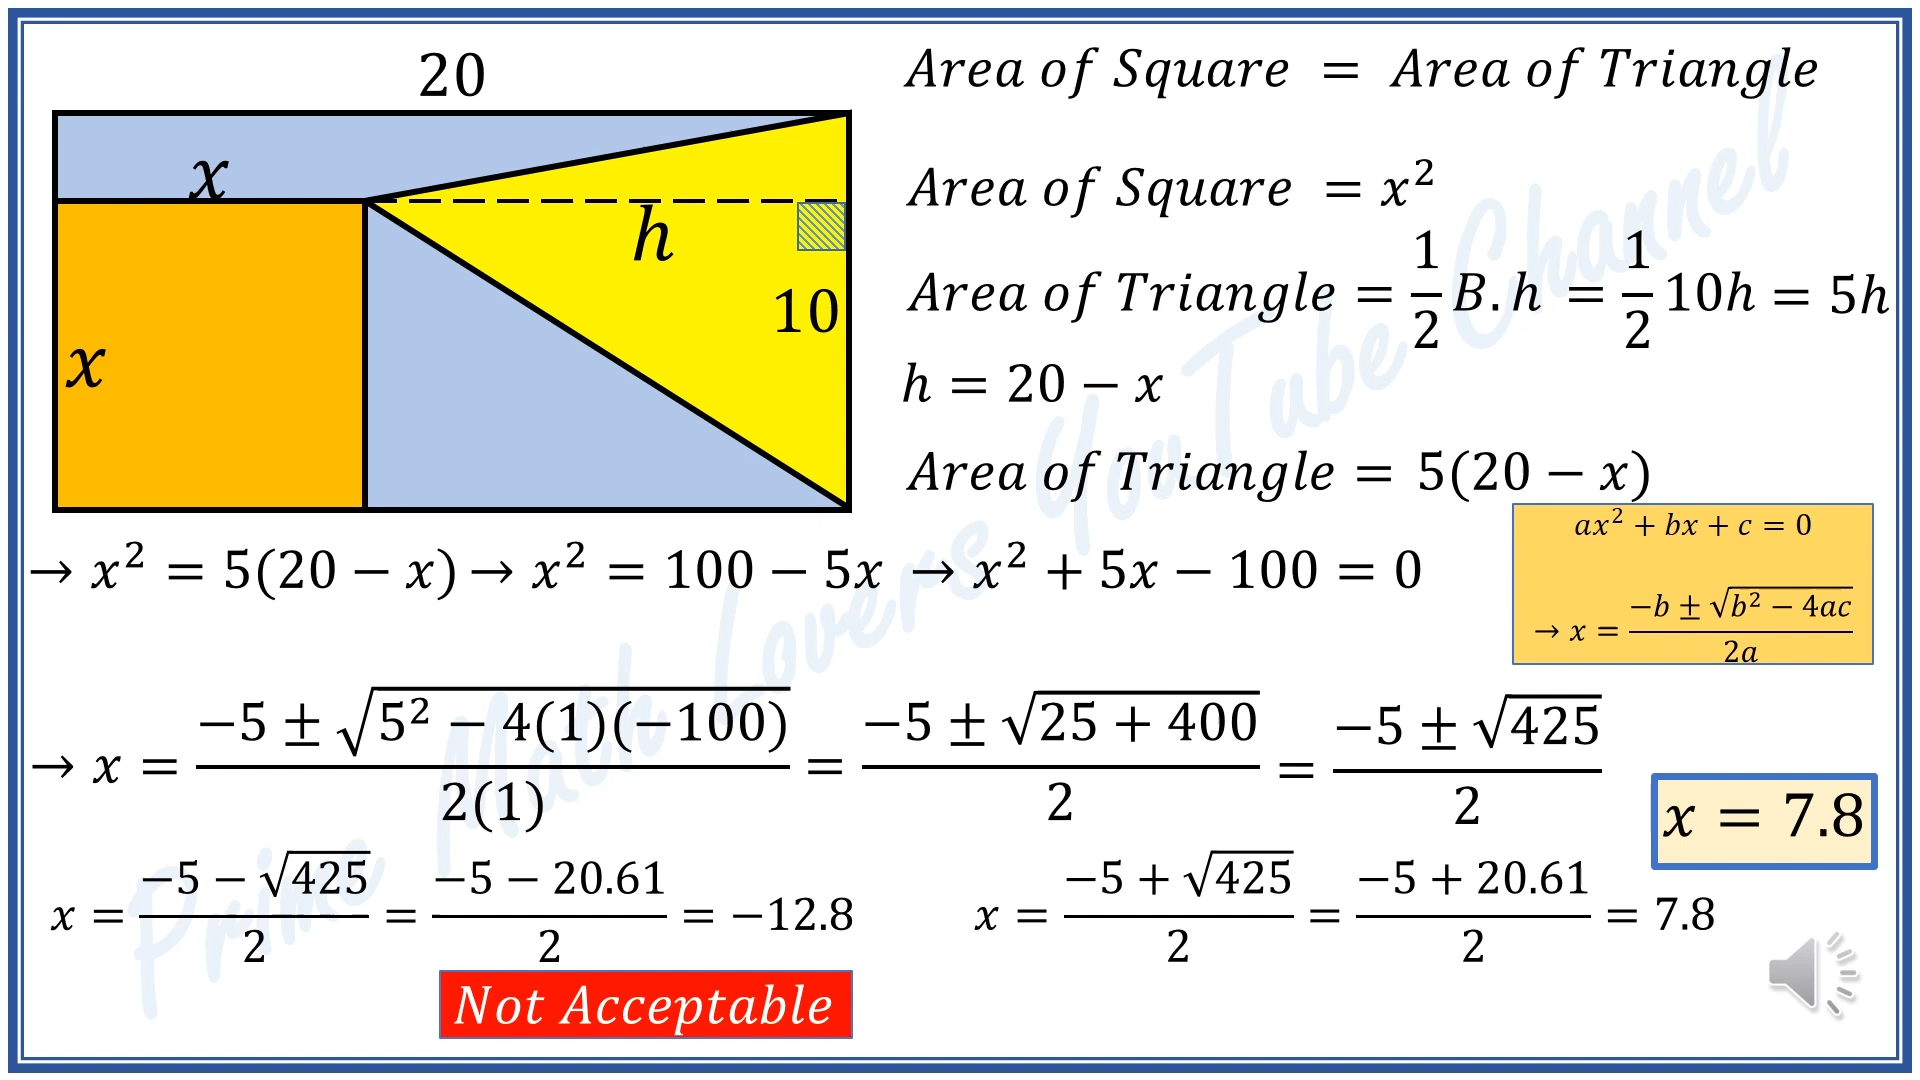 20
x
h
10
x
Area of Square = Area of Triangle
Area of Square = x²
Area of Triangle = 1/2 B.h = 1/2 10h = 5h
h = 20 − x
Area of Triangle = 5(20 − x)
ax² + bx + c = 0
→ x = (−b ± √(b² − 4ac))/2a
→ x² = 5(20 − x) → x² = 100 − 5x → x² + 5x − 100 = 0
→ x = (−5 ± √(5² − 4(1)(−100)))/2(1) = (−5 ± √(25 + 400))/2 = (−5 ± √425)/2
x = 7.8
x = (−5 − √425)/2 = (−5 − 20.61)/2 = −12.8
x = (−5 + √425)/2 = (−5 + 20.61)/2 = 7.8
Not Acceptable
Prime Math Lovers YouTube Channel